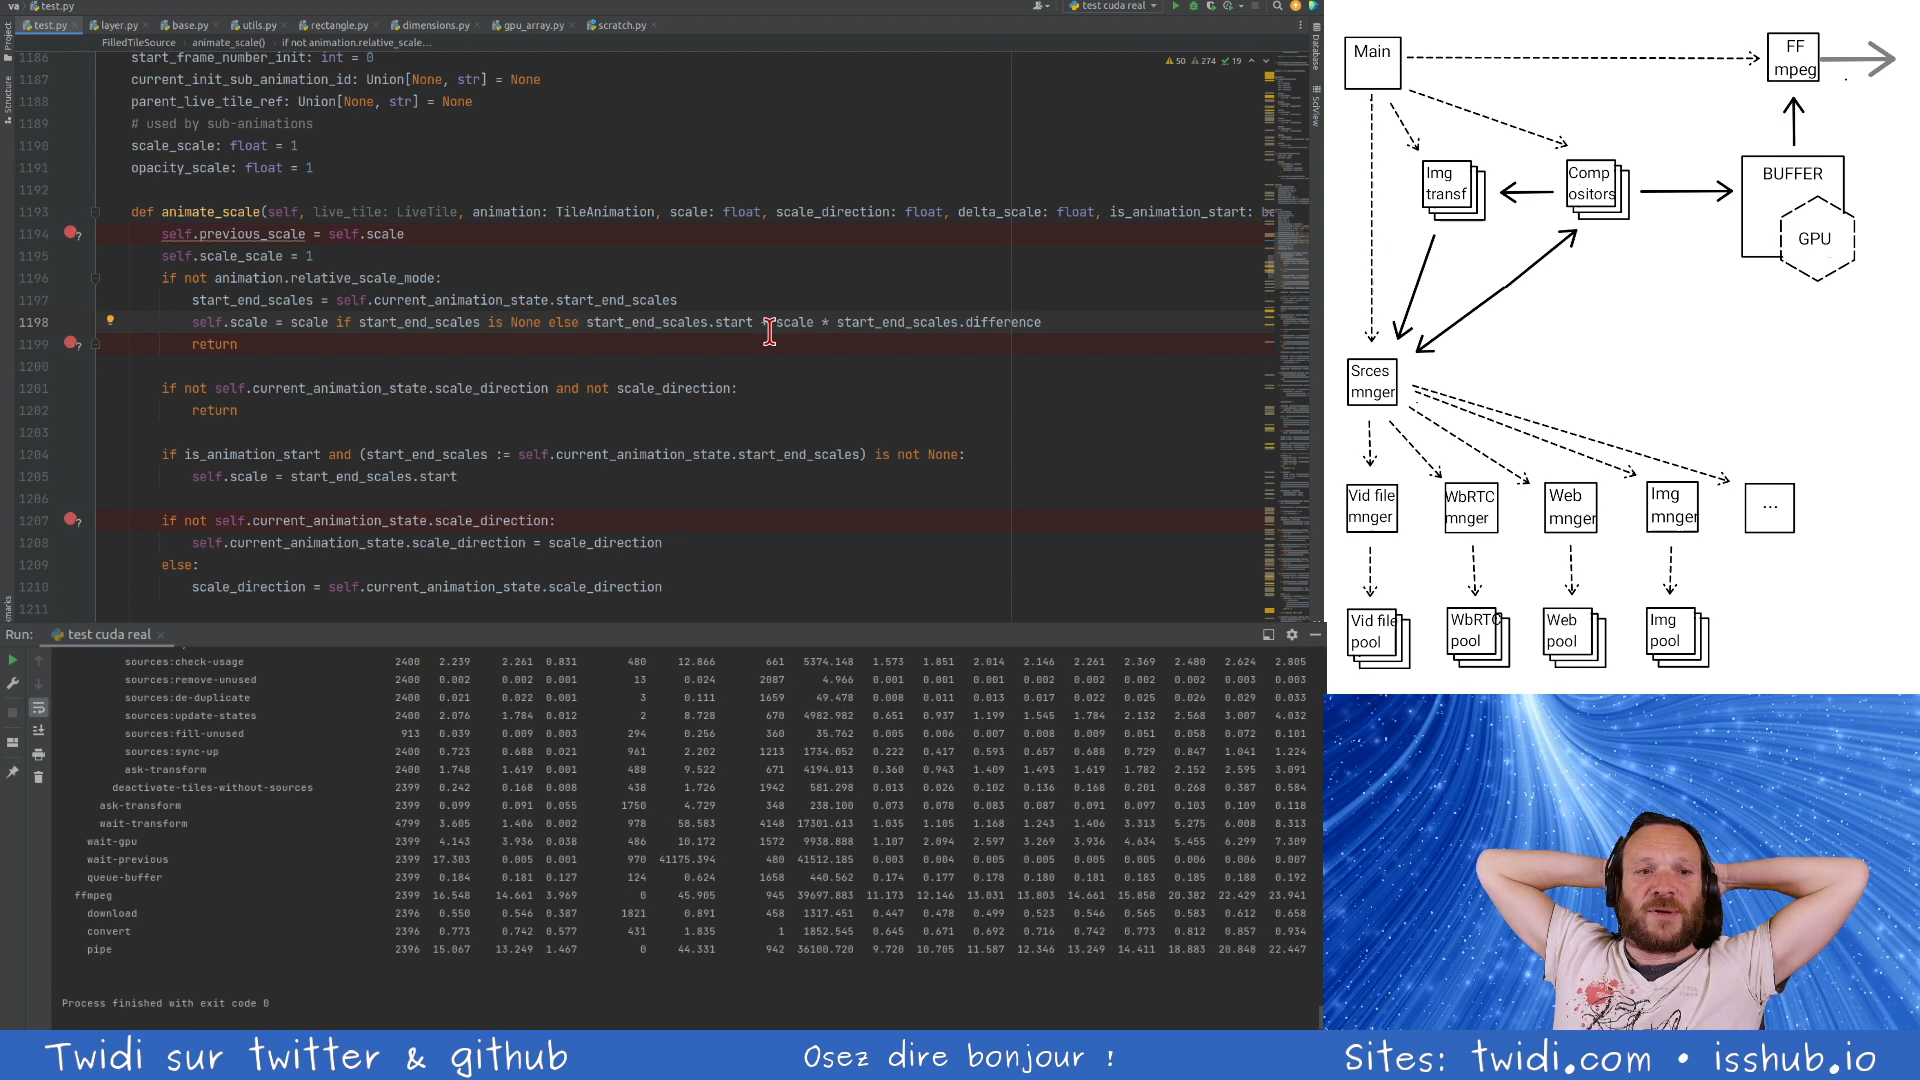 va test.py
test cuda real
test.py layer.py base.py utils.py rectangle.py dimensions.py gpu_array.py scratch.py
FilledTileSource animate_scale() if not animation.relative_scale...
50 274 19
1186 start_frame_number_init: int = 0
1187 current_init_sub_animation_id: Union[None, str] = None
1188 parent_live_tile_ref: Union[None, str] = None
1189 # used by sub-animations
1190 scale_scale: float = 1
1191 opacity_scale: float = 1
1192
1193 def animate_scale(self, live_tile: LiveTile, animation: TileAnimation, scale: float, scale_direction: float, delta_scale: float, is_animation_start:
1194 self.previous_scale = self.scale
1195 self.scale_scale = 1
1196 if not animation.relative_scale_mode:
1197 start_end_scales = self.current_animation_state.start_end_scales
1198 self.scale = scale if start_end_scales is None else start_end_scales.start scale * start_end_scales.difference
1199 return
1200
1201 if not self.current_animation_state.scale_direction and not scale_direction:
1202 return
1203
1204 if is_animation_start and (start_end_scales := self.current_animation_state.start_end_scales) is not None:
1205 self.scale = start_end_scales.start
1206
1207 if not self.current_animation_state.scale_direction:
1208 self.current_animation_state.scale_direction = scale_direction
1209 else:
1210 scale_direction = self.current_animation_state.scale_direction
1211
Project
Structure
Database
SciView
Run: test cuda real
sources:check-usage 2400 2.239 2.261 0.831 480 12.866 661 5374.148 1.573 1.851 2.014 2.146 2.261 2.369 2.480 2.624 2.805
sources:remove-unused 2400 0.002 0.002 0.001 13 0.024 2087 4.966 0.001 0.001 0.001 0.002 0.002 0.002 0.002 0.003 0.003
sources:de-duplicate 2400 0.021 0.022 0.001 3 0.111 1659 49.478 0.008 0.011 0.013 0.017 0.022 0.025 0.026 0.029 0.033
sources:update-states 2400 2.076 1.784 0.012 2 8.728 670 4982.982 0.651 0.937 1.199 1.545 1.784 2.132 2.568 3.007 4.032
sources:fill-unused 913 0.039 0.009 0.003 294 0.256 360 35.762 0.005 0.006 0.007 0.008 0.009 0.051 0.058 0.072 0.101
sources:sync-up 2400 0.723 0.688 0.021 961 2.202 1213 1734.052 0.222 0.417 0.593 0.657 0.688 0.729 0.847 1.041 1.224
ask-transform 2400 1.748 1.619 0.001 488 9.522 671 4194.013 0.360 0.943 1.409 1.493 1.619 1.782 2.152 2.595 3.091
deactivate-tiles-without-sources 2399 0.242 0.168 0.008 438 1.726 1942 581.298 0.013 0.026 0.102 0.136 0.168 0.201 0.268 0.387 0.584
ask-transform 2399 0.099 0.091 0.055 1750 4.729 348 238.100 0.073 0.078 0.083 0.087 0.091 0.097 0.103 0.109 0.118
wait-transform 4799 3.605 1.406 0.002 978 58.583 4148 17301.613 1.035 1.105 1.168 1.243 1.406 3.313 5.275 6.008 8.313
wait-gpu 2399 4.143 3.936 0.038 486 10.172 1572 9938.888 1.107 2.094 2.597 3.269 3.936 4.634 5.455 6.299 7.309
wait-previous 2399 17.303 0.005 0.001 970 41175.394 480 41512.185 0.003 0.004 0.005 0.005 0.005 0.005 0.006 0.006 0.007
queue-buffer 2399 0.184 0.181 0.127 124 0.624 1658 440.562 0.174 0.177 0.178 0.180 0.181 0.183 0.185 0.188 0.192
ffmpeg 2399 16.548 14.661 3.969 0 45.905 945 39697.883 11.173 12.146 13.031 13.803 14.661 15.858 20.382 22.429 23.941
download 2396 0.550 0.546 0.387 1821 0.891 458 1317.451 0.447 0.478 0.499 0.523 0.546 0.565 0.583 0.612 0.658
convert 2396 0.773 0.742 0.577 431 1.835 1 1852.545 0.645 0.671 0.692 0.716 0.742 0.773 0.812 0.857 0.934
pipe 2396 15.067 13.249 1.467 0 44.331 942 36100.720 9.720 10.705 11.587 12.346 13.249 14.411 18.883 20.848 22.447
Process finished with exit code 0
Main
FF
mpeg
Img
transf
Comp
ositors
BUFFER
GPU
Srces
mnger
Vid file
mnger
WbRTC
mnger
Web
mnger
Img
mnger
...
Vid file
pool
WbRTC
pool
Web
pool
Img
pool
Twidi sur twitter & github
Osez dire bonjour !
Sites: twidi.com • isshub.io